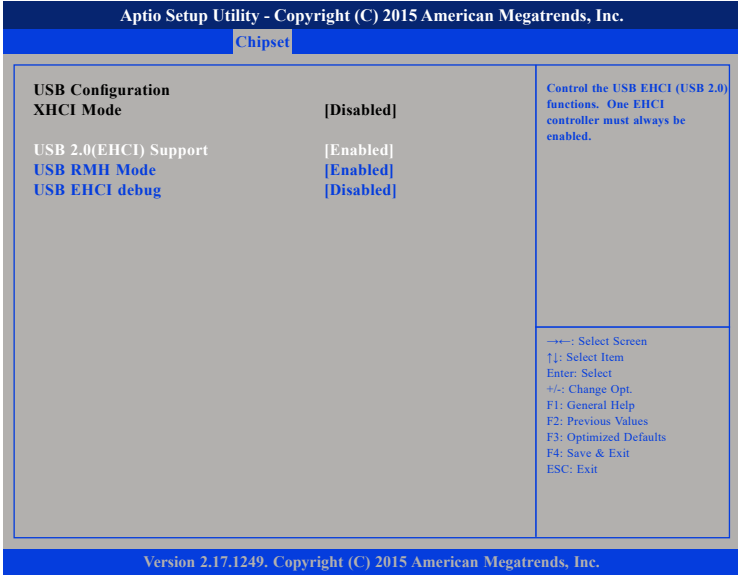 Aptio Setup Utility - Copyright (C) 2015 American Megatrends, Inc.
Chipset
USB Configuration
XHCI Mode [Disabled]
USB 2.0(EHCI) Support [Enabled]
USB RMH Mode [Enabled]
USB EHCI debug [Disabled]
Control the USB EHCI (USB 2.0)
functions. One EHCI
controller must always be
enabled.
→←: Select Screen
↑↓: Select Item
Enter: Select
+/-: Change Opt.
F1: General Help
F2: Previous Values
F3: Optimized Defaults
F4: Save & Exit
ESC: Exit
Version 2.17.1249. Copyright (C) 2015 American Megatrends, Inc.